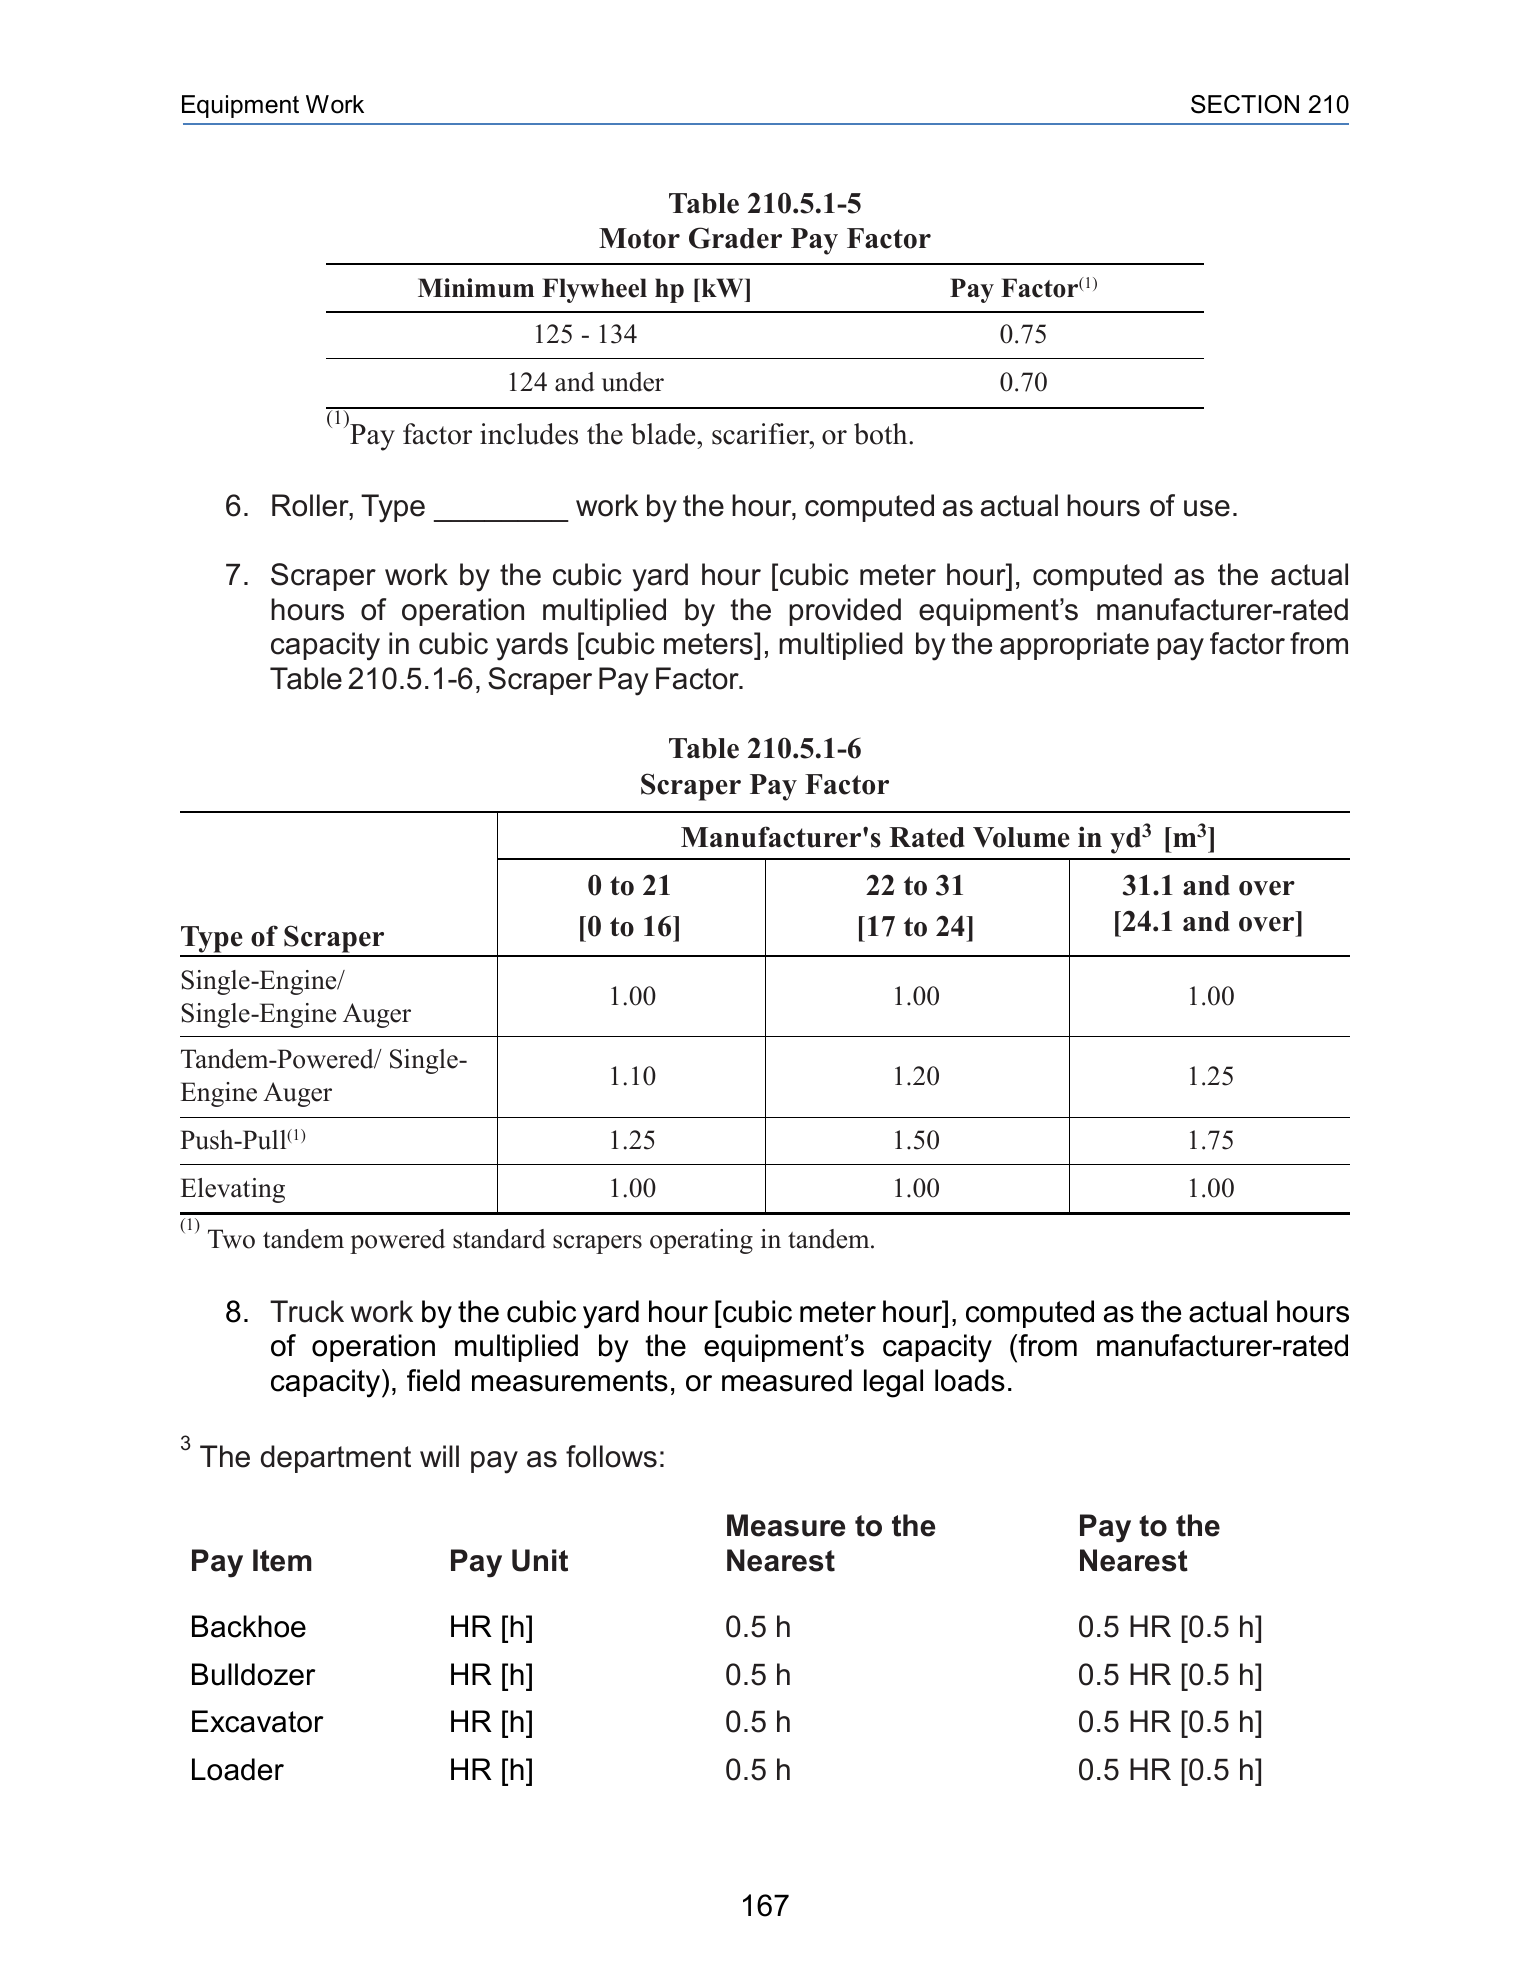 Equipment Work SECTION 210
Table 210.5.1-5
Motor Grader Pay Factor
Minimum Flywheel hp [kW] Pay Factor(1)
125 - 134 0.75
124 and under 0.70
(1)Pay factor includes the blade, scarifier, or both.
6. Roller, Type ________ work by the hour, computed as actual hours of use.
7. Scraper work by the cubic yard hour [cubic meter hour], computed as the actual
hours of operation multiplied by the provided equipment’s manufacturer-rated
capacity in cubic yards [cubic meters], multiplied by the appropriate pay factor from
Table 210.5.1-6, Scraper Pay Factor.
Table 210.5.1-6
Scraper Pay Factor
Manufacturer's Rated Volume in yd3 [m3]
0 to 21 22 to 31 31.1 and over
[0 to 16] [17 to 24] [24.1 and over]
Type of Scraper
Single-Engine/
Single-Engine Auger 1.00 1.00 1.00
Tandem-Powered/ Single-
Engine Auger 1.10 1.20 1.25
Push-Pull(1) 1.25 1.50 1.75
Elevating 1.00 1.00 1.00
(1) Two tandem powered standard scrapers operating in tandem.
8. Truck work by the cubic yard hour [cubic meter hour], computed as the actual hours
of operation multiplied by the equipment’s capacity (from manufacturer-rated
capacity), field measurements, or measured legal loads.
3 The department will pay as follows:
Measure to the Pay to the
Pay Item Pay Unit Nearest Nearest
Backhoe HR [h] 0.5 h 0.5 HR [0.5 h]
Bulldozer HR [h] 0.5 h 0.5 HR [0.5 h]
Excavator HR [h] 0.5 h 0.5 HR [0.5 h]
Loader HR [h] 0.5 h 0.5 HR [0.5 h]
167